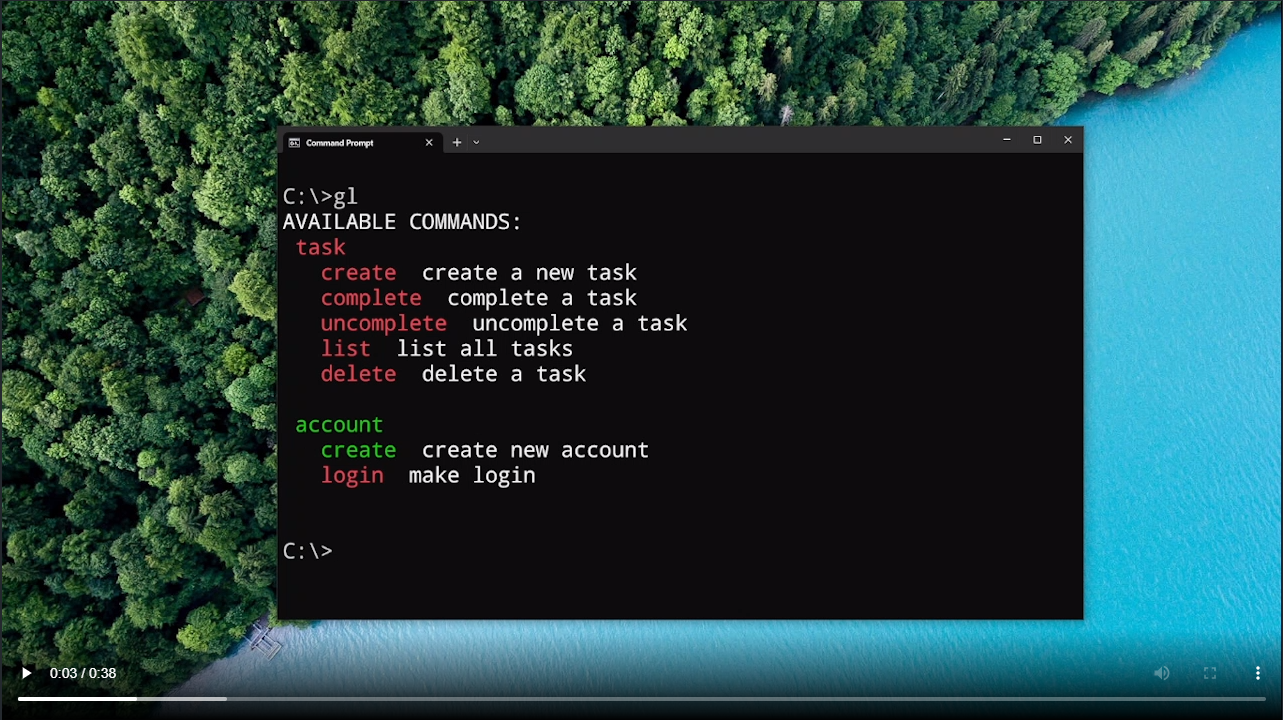 Command Prompt
C:\>gl
AVAILABLE COMMANDS:
task
create  create a new task
complete  complete a task
uncomplete  uncomplete a task
list  list all tasks
delete  delete a task
account
create  create new account
login  make login
C:\>
0:03 / 0:38